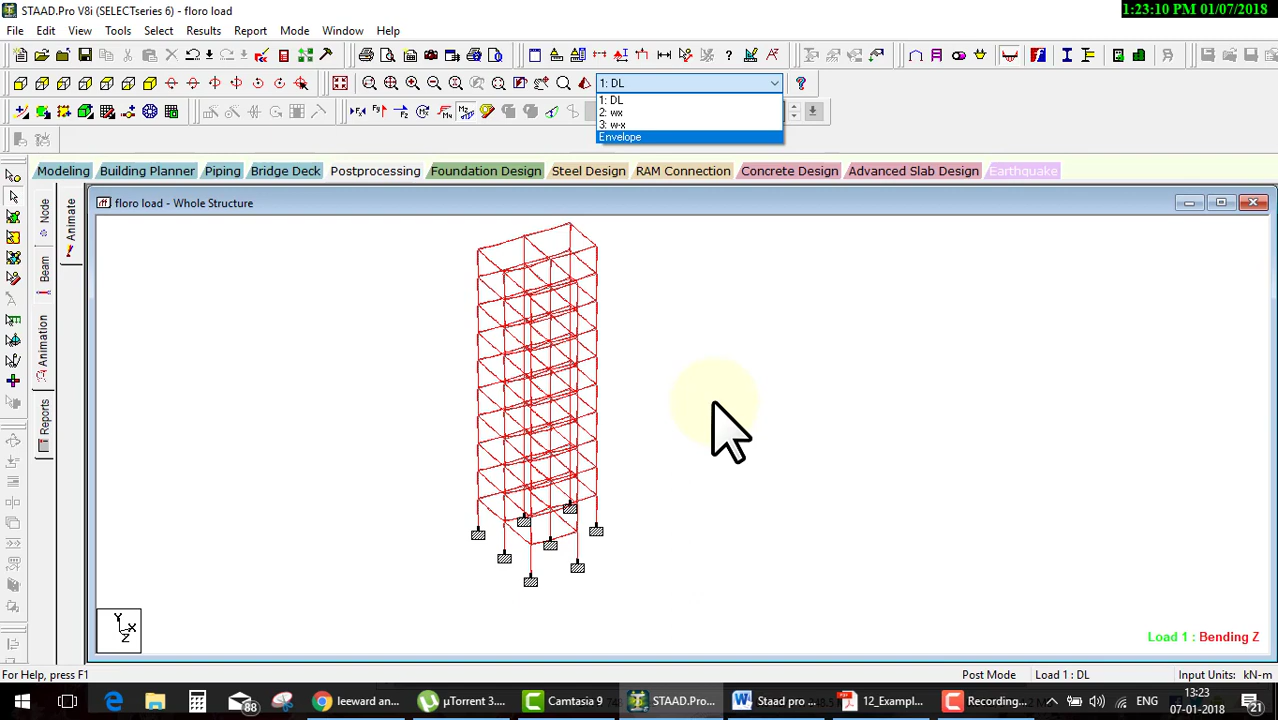 STAAD.Pro V8i (SELECTseries 6) - floro load
1:23:10 PM 01/07/2018
File Edit View Tools Select Results Report Mode Window Help
1: DL
1: DL
2: wx
3: w-x
Envelope
Modeling Building Planner Piping Bridge Deck Postprocessing Foundation Design Steel Design RAM Connection Concrete Design Advanced Slab Design Earthquake
floro load - Whole Structure
Node
Beam
Animation
Reports
Animate
Y
X
Z
Load 1 : Bending Z
For Help, press F1
Post Mode
Load 1 : DL
Input Units: kN-m
88
leeward an...
µTorrent 3....
Camtasia 9
STAAD.Pro...
Staad pro ...
12_Exampl...
Recording...
ENG
13:23
07-01-2018
21